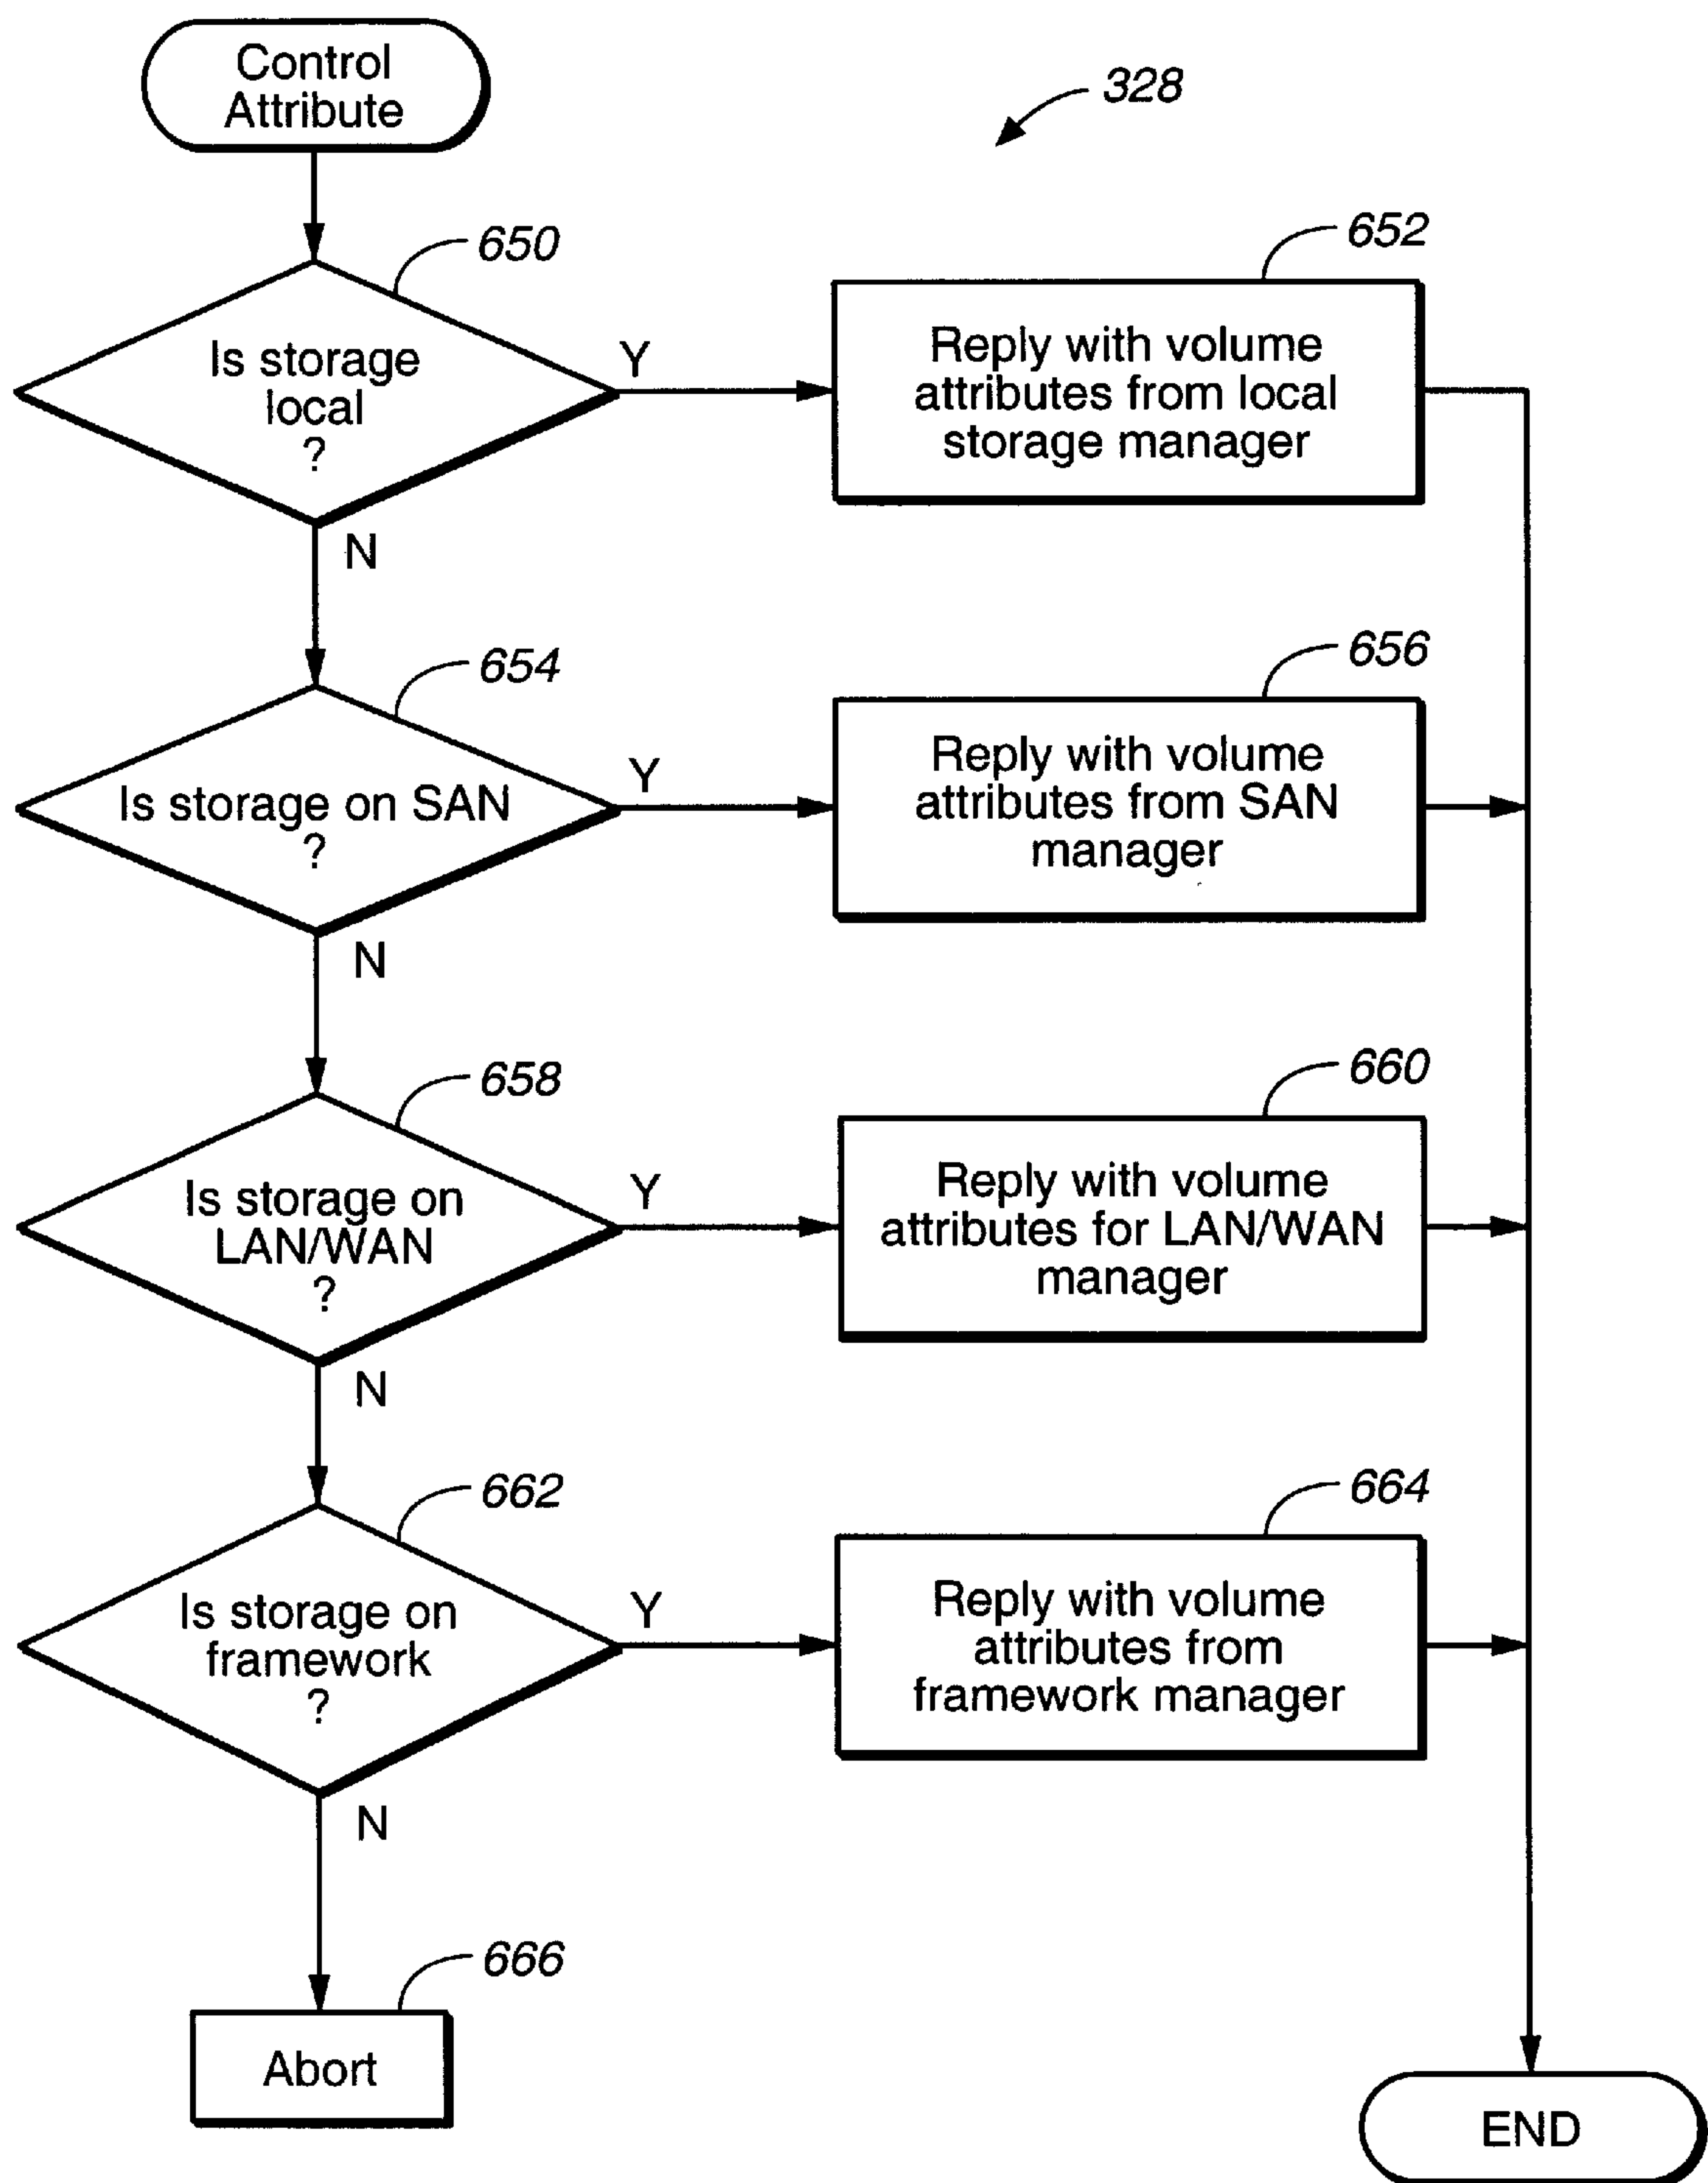 Control
Attribute
328
650
Is storage
local
?
Y
N
652
Reply with volume
attributes from local
storage manager
654
Is storage on SAN
?
Y
N
656
Reply with volume
attributes from SAN
manager
658
Is storage on
LAN/WAN
?
Y
N
660
Reply with volume
attributes for LAN/WAN
manager
662
Is storage on
framework
?
Y
N
664
Reply with volume
attributes from
framework manager
666
Abort
END